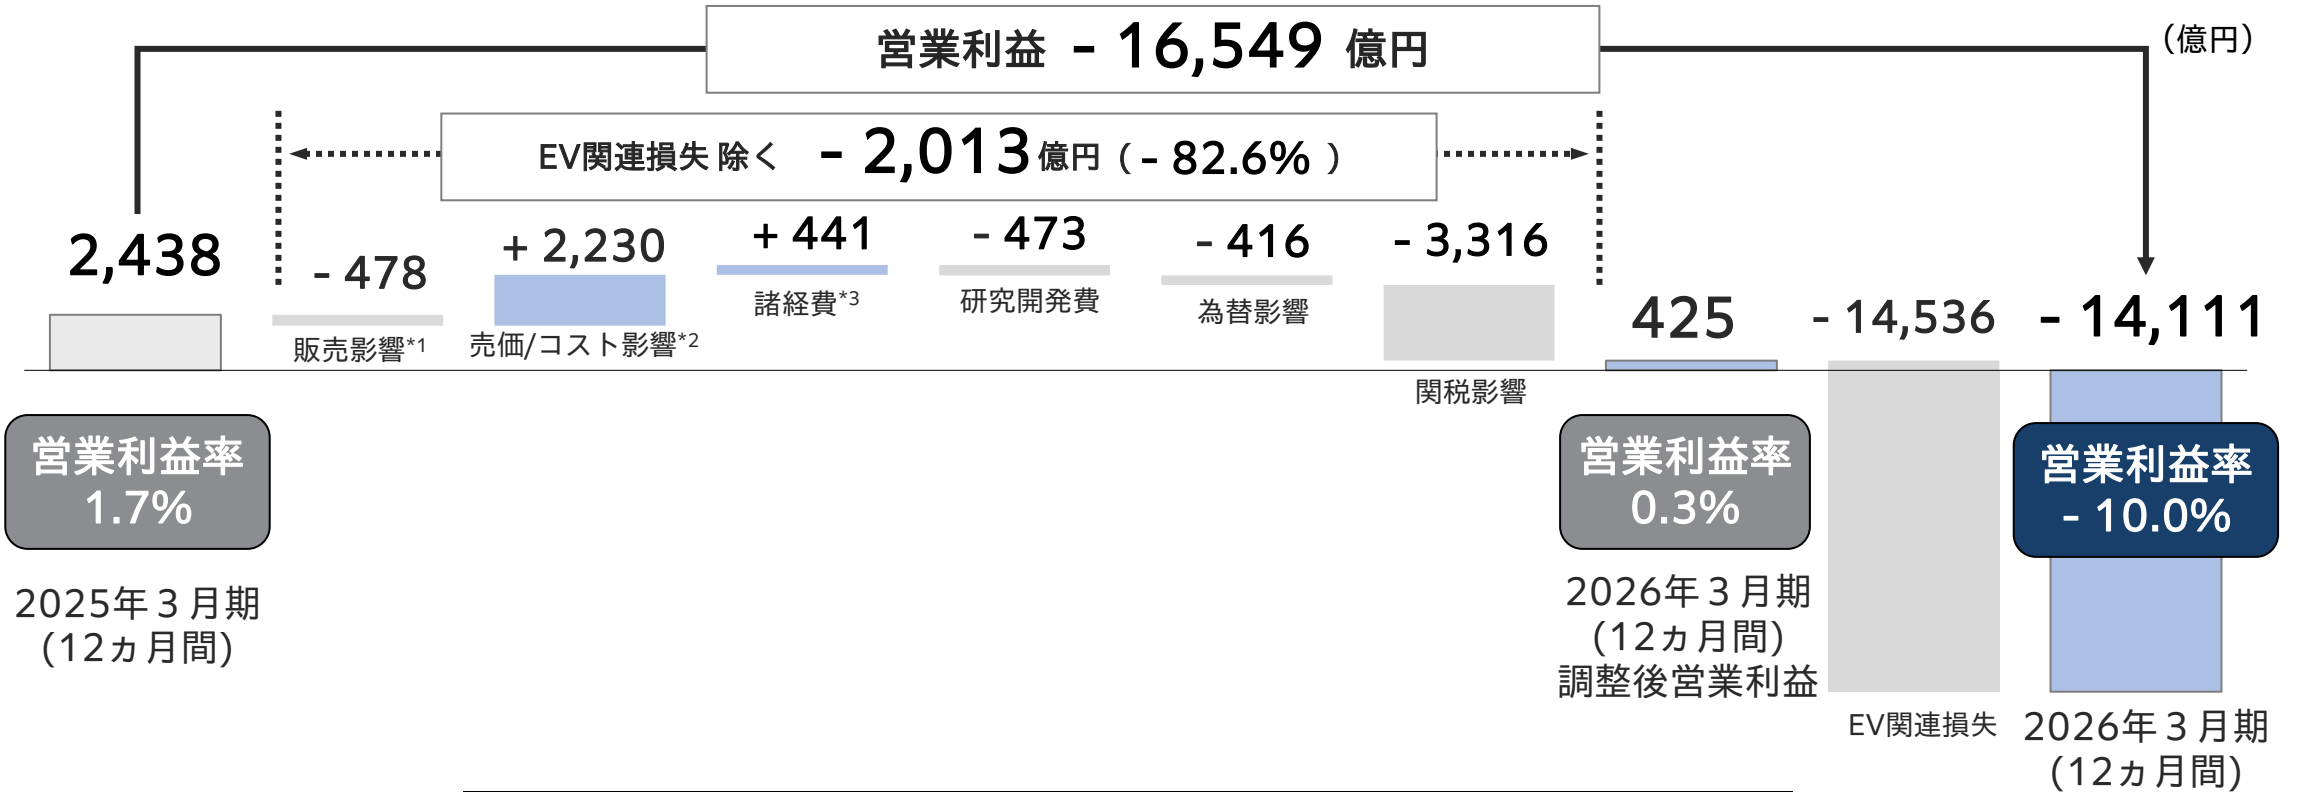 営業利益 - 16,549 億円
（億円）
EV関連損失 除く - 2,013億円（ - 82.6% ）
2,438
- 478
+ 2,230
+ 441
- 473
- 416
- 3,316
425
- 14,536
- 14,111
販売影響*1
売価/コスト影響*2
諸経費*3
研究開発費
為替影響
関税影響
営業利益率
1.7%
営業利益率
0.3%
営業利益率
- 10.0%
2025年３月期
(12ヵ月間)
2026年３月期
(12ヵ月間)
調整後営業利益
EV関連損失
2026年３月期
(12ヵ月間)